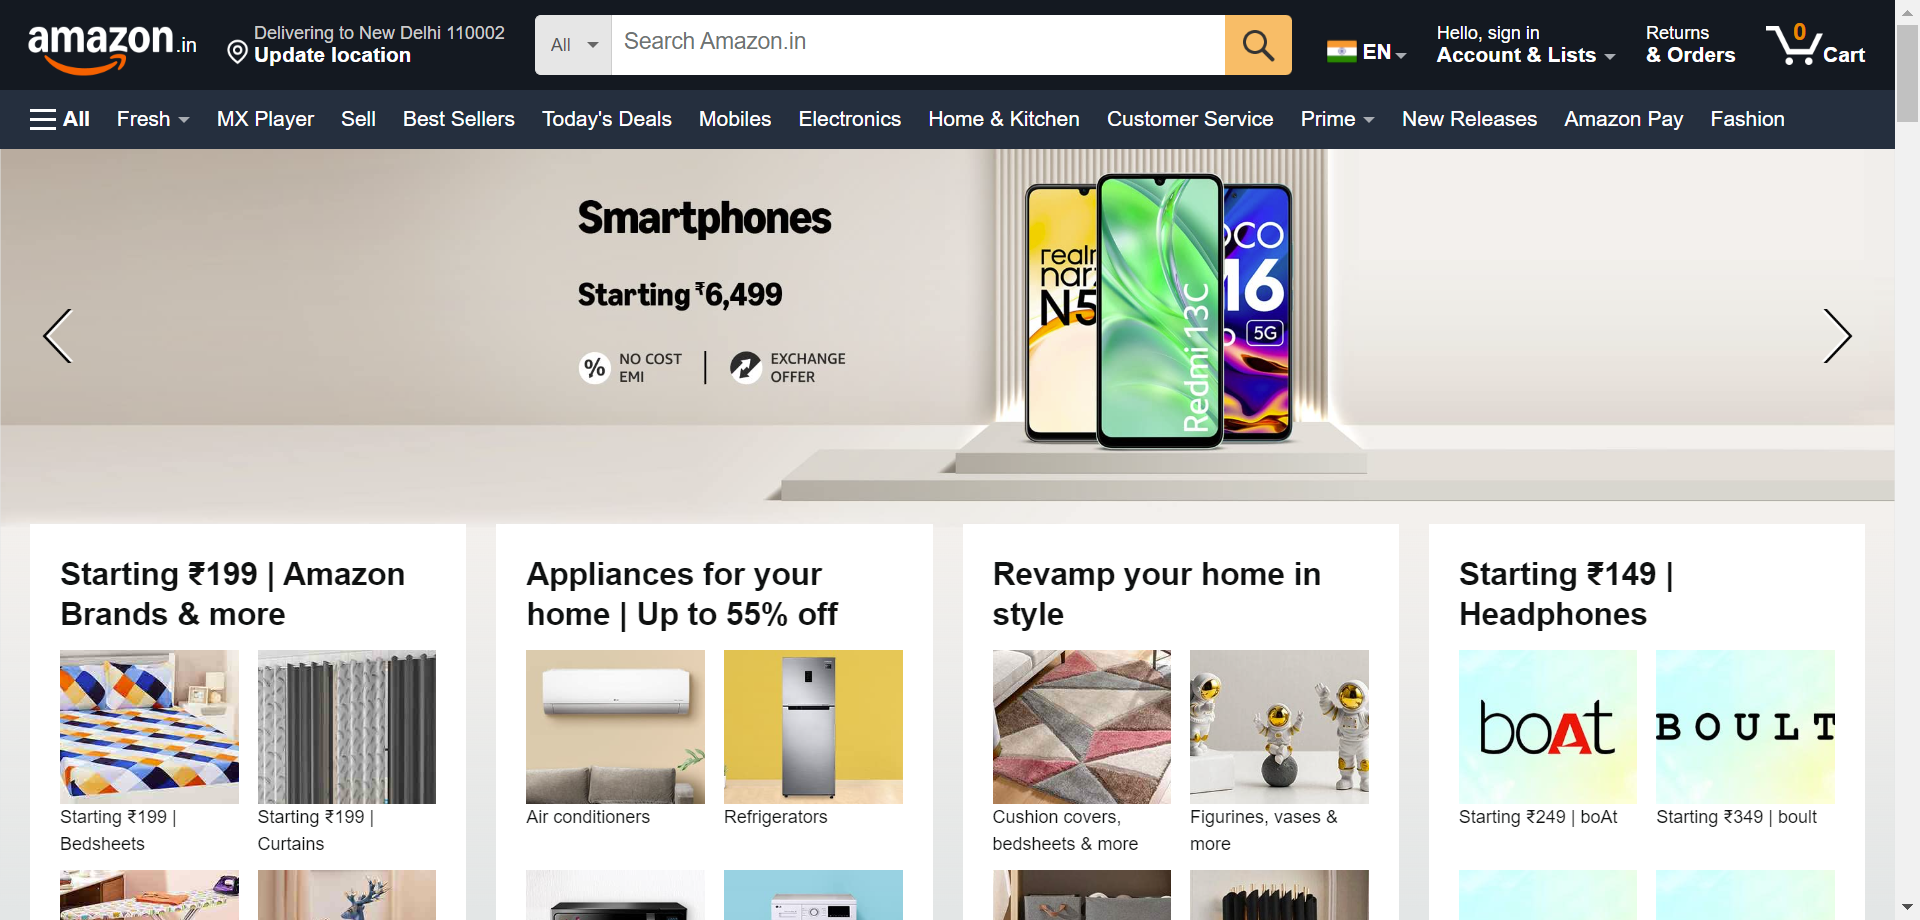 amazon.in
Delivering to New Delhi 110002
Update location
All
Search Amazon.in
EN
Hello, sign in
Account & Lists
Returns
& Orders
0
Cart
All
Fresh
MX Player
Sell
Best Sellers
Today's Deals
Mobiles
Electronics
Home & Kitchen
Customer Service
Prime
New Releases
Amazon Pay
Fashion
Smartphones
Starting ₹6,499
% NO COST
EMI
EXCHANGE
OFFER
N5
Redmi 13C
5G
Starting ₹199 | Amazon
Brands & more
Appliances for your
home | Up to 55% off
Revamp your home in
style
Starting ₹149 |
Headphones
boAt
BOULT
Starting ₹199 |
Bedsheets
Starting ₹199 |
Curtains
Air conditioners
Refrigerators
Cushion covers,
bedsheets & more
Figurines, vases &
more
Starting ₹249 | boAt
Starting ₹349 | boult